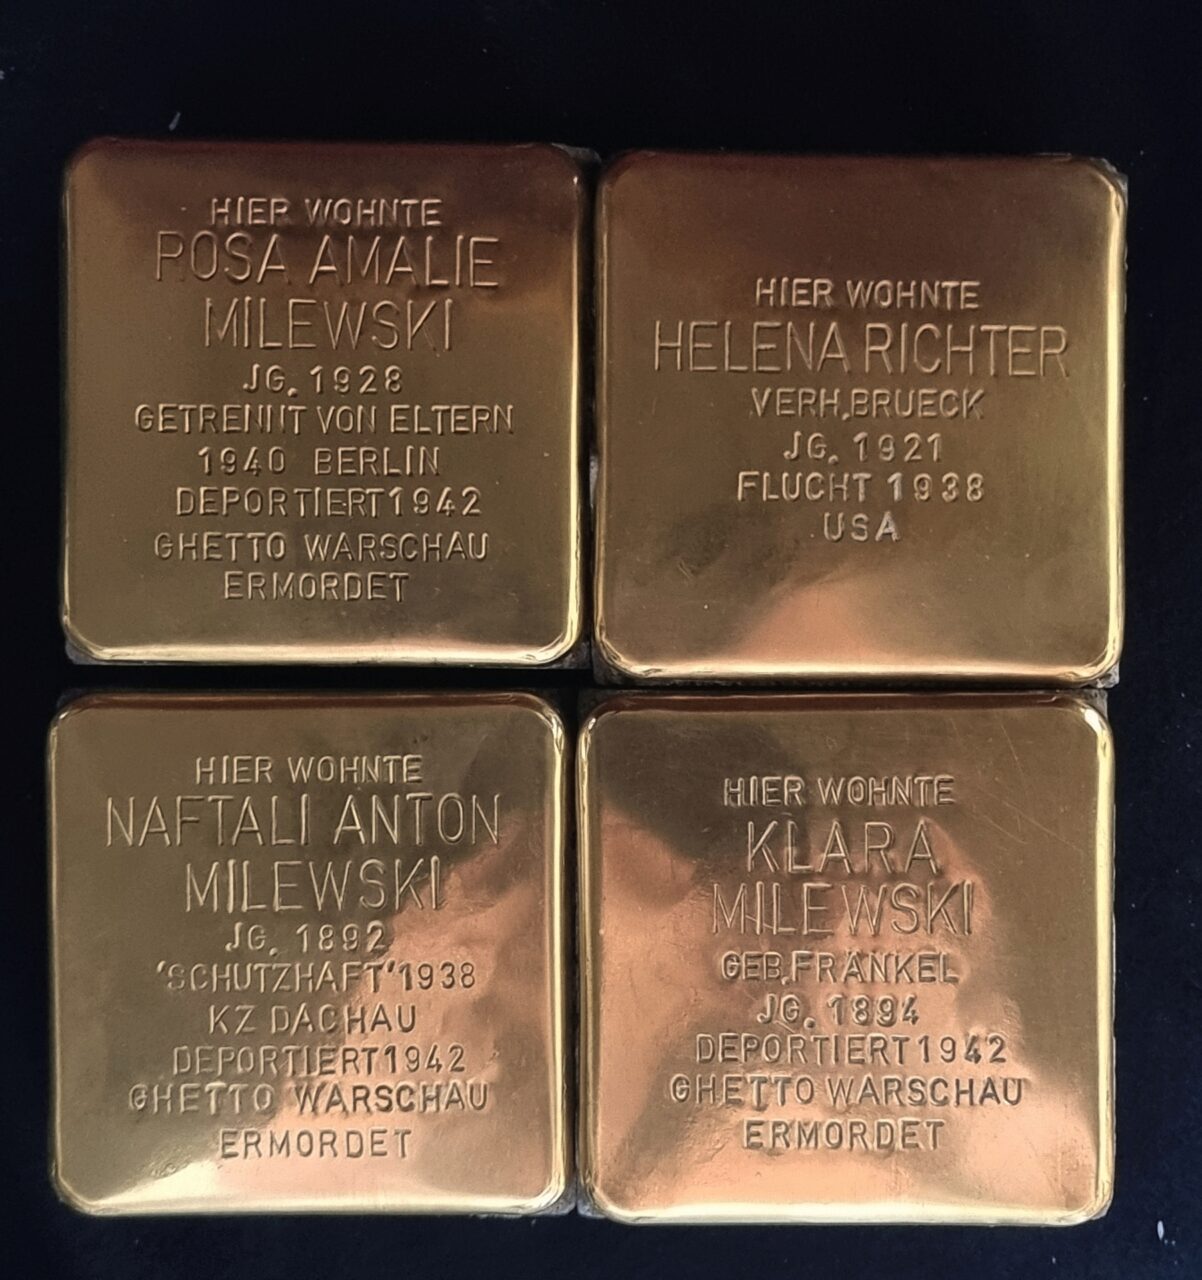 HIER WOHNTE
ROSA AMALIE
MILEWSKI
JG. 1928
GETRENNT VON ELTERN
1940 BERLIN
DEPORTIERT 1942
GHETTO WARSCHAU
ERMORDET
HIER WOHNTE
HELENA RICHTER
VERH. BRUECK
JG. 1921
FLUCHT 1938
USA
HIER WOHNTE
NAFTALI ANTON
MILEWSKI
JG. 1892
'SCHUTZHAFT' 1938
KZ DACHAU
DEPORTIERT 1942
GHETTO WARSCHAU
ERMORDET
HIER WOHNTE
KLARA
MILEWSKI
GEB. FRÄNKEL
JG. 1894
DEPORTIERT 1942
GHETTO WARSCHAU
ERMORDET